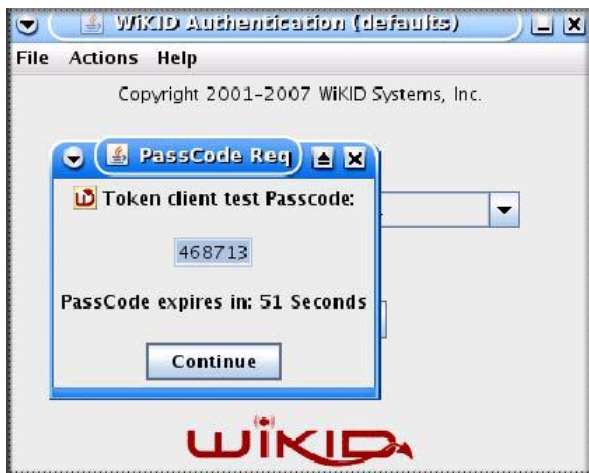 WiKID Authentication (defaults)
File Actions Help
Copyright 2001-2007 WiKID Systems, Inc.
PassCode Req
Token client test Passcode:
468713
PassCode expires in: 51 Seconds
Continue
WiKID